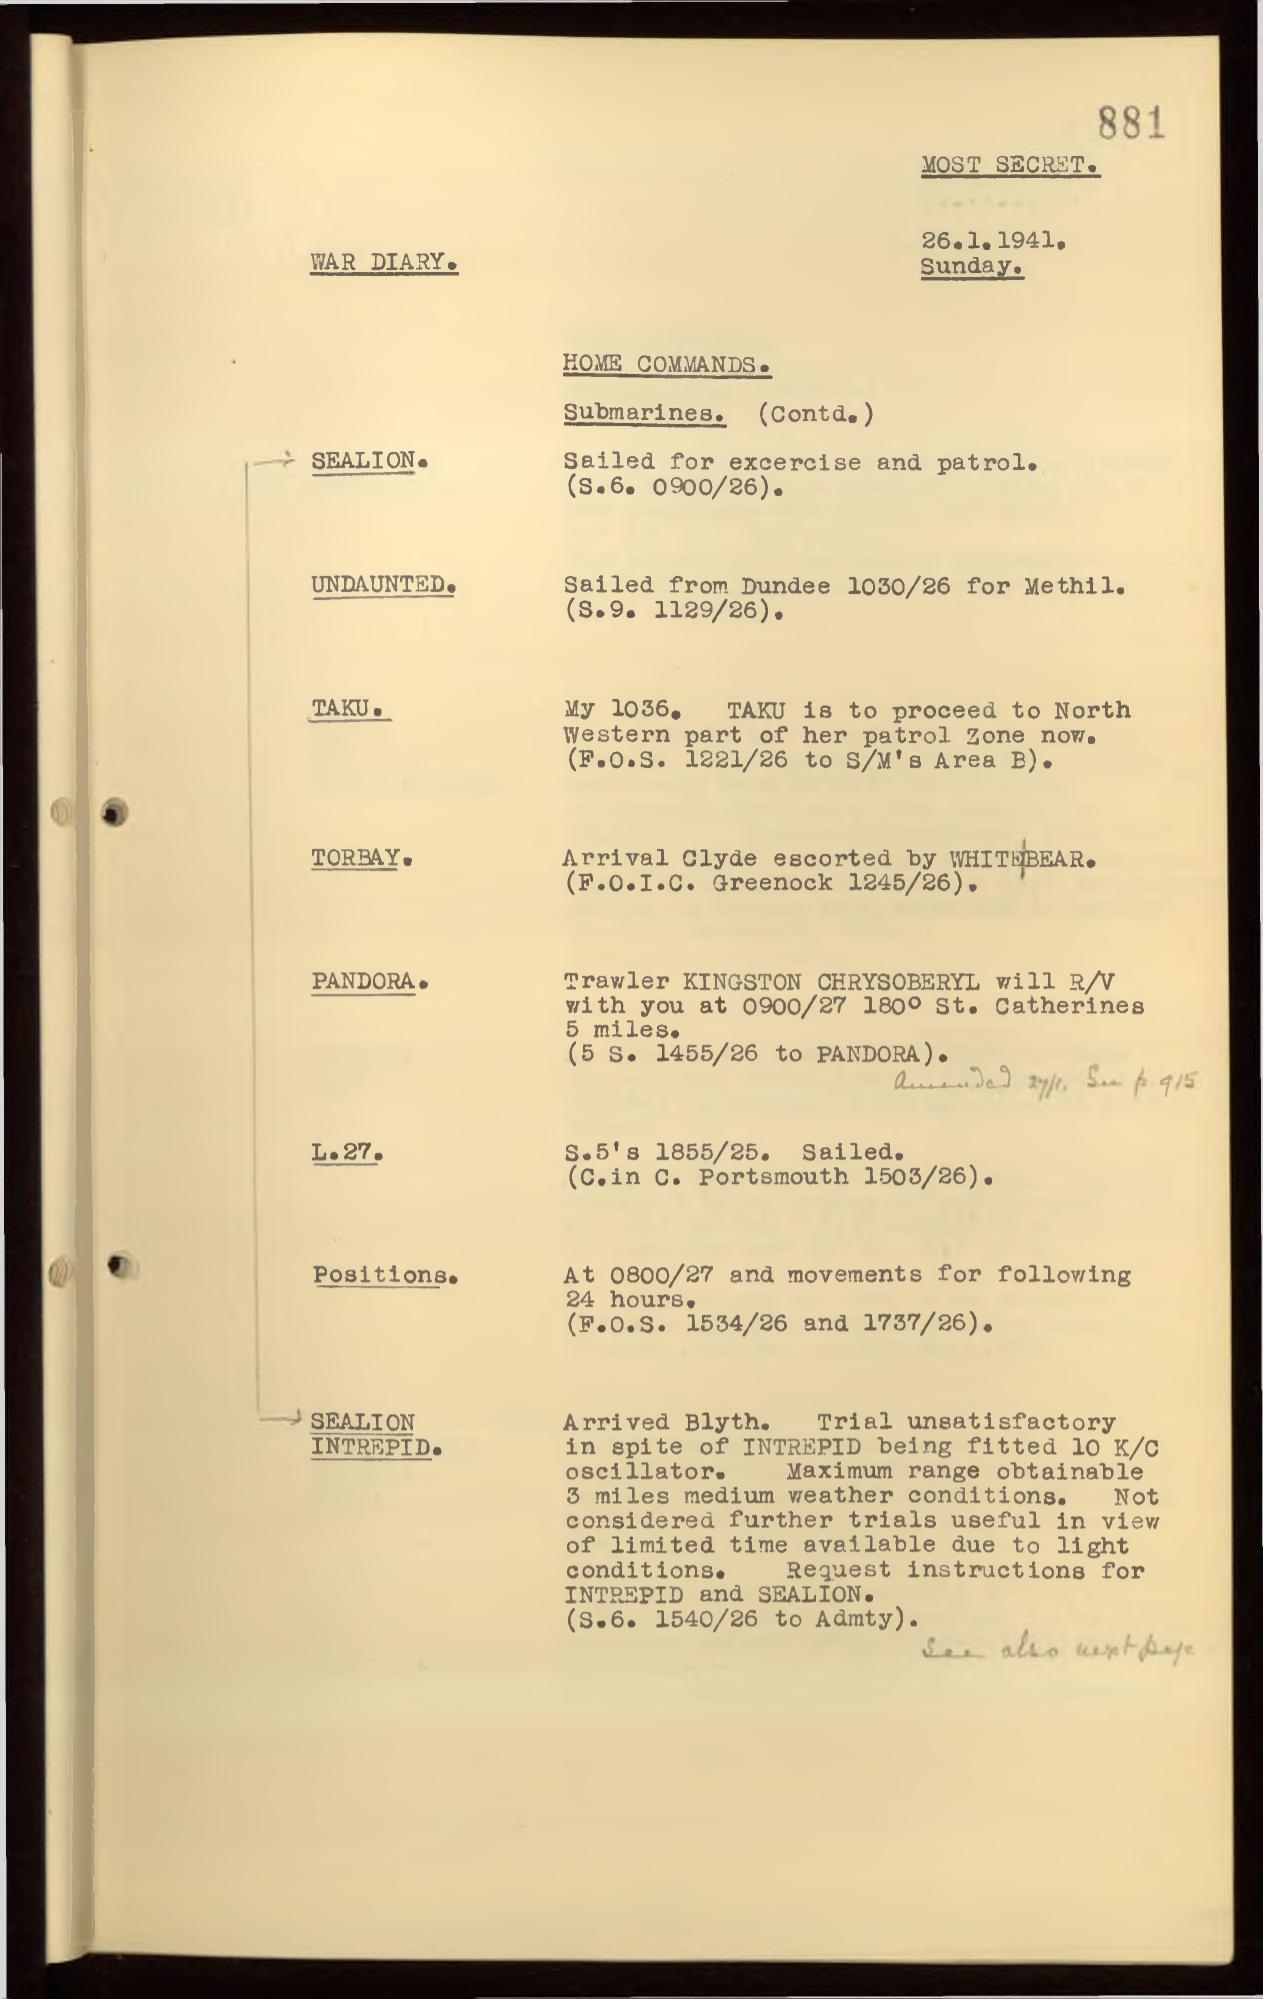 881
MOST SECRET.
26.1.1941.
WAR DIARY.
Sunday.
HOME COMMANDS.
Submarines. (Contd.)
SEALION. Sailed for excercise and patrol.
(S.6. 0900/26).
UNDAUNTED. Sailed from Dundee 1030/26 for Methil.
(S.9. 1129/26).
TAKU. My 1036. TAKU is to proceed to North
Western part of her patrol Zone now.
(F.O.S. 1221/26 to S/M's Area B).
TORBAY. Arrival Clyde escorted by WHITE|BEAR.
(F.O.I.C. Greenock 1245/26).
PANDORA. Trawler KINGSTON CHRYSOBERYL will R/V
with you at 0900/27 180° St. Catherines
5 miles.
(5 S. 1455/26 to PANDORA).
Amended 27/1. See p 915
L.27. S.5's 1855/25. Sailed.
(C.in C. Portsmouth 1503/26).
Positions. At 0800/27 and movements for following
24 hours.
(F.O.S. 1534/26 and 1737/26).
SEALION Arrived Blyth. Trial unsatisfactory
INTREPID. in spite of INTREPID being fitted 10 K/C
oscillator. Maximum range obtainable
3 miles medium weather conditions. Not
considered further trials useful in view
of limited time available due to light
conditions. Request instructions for
INTREPID and SEALION.
(S.6. 1540/26 to Admty).
See also next page